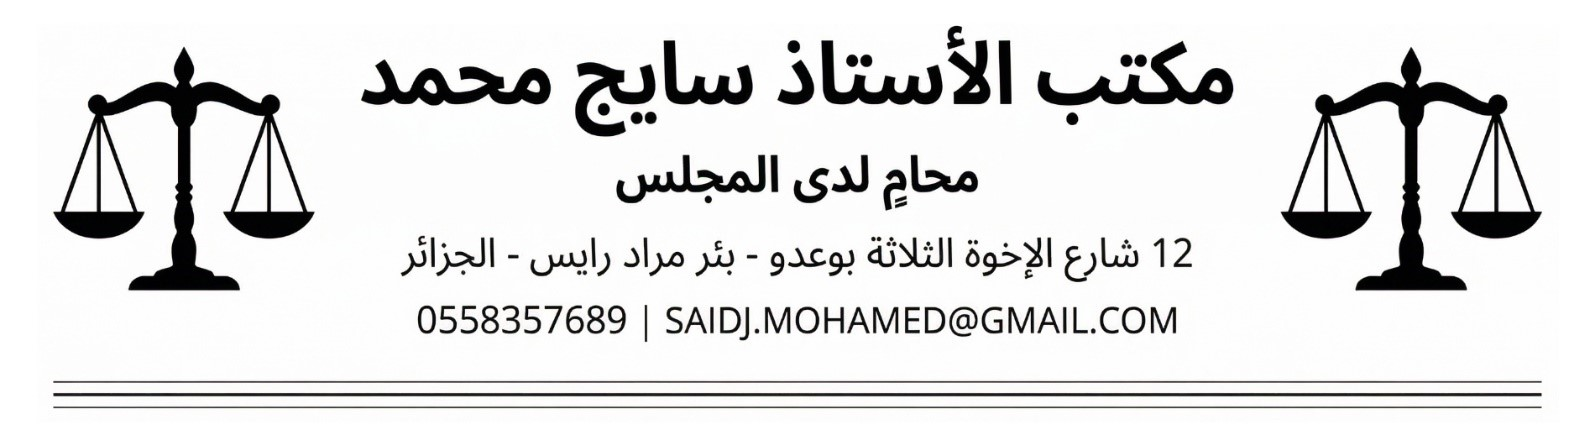 مكتب الأستاذ سايج محمد
محامٍ لدى المجلس
12 شارع الإخوة الثلاثة بوعدو - بئر مراد رايس - الجزائر
0558357689 | SAIDJ.MOHAMED@GMAIL.COM